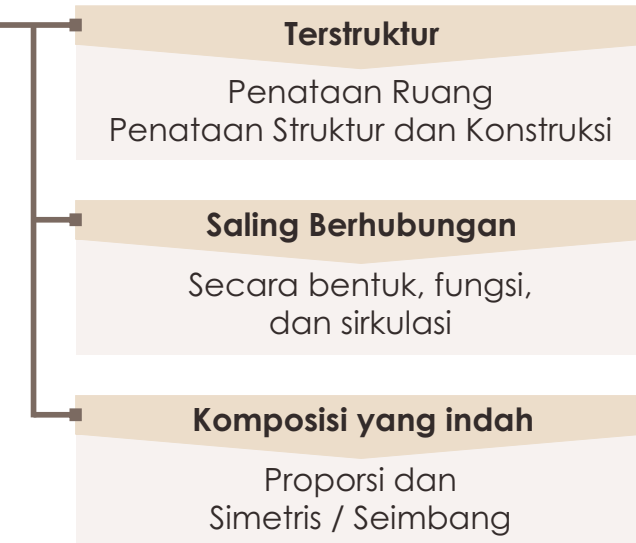 Terstruktur
Penataan Ruang
Penataan Struktur dan Konstruksi
Saling Berhubungan
Secara bentuk, fungsi,
dan sirkulasi
Komposisi yang indah
Proporsi dan
Simetris / Seimbang